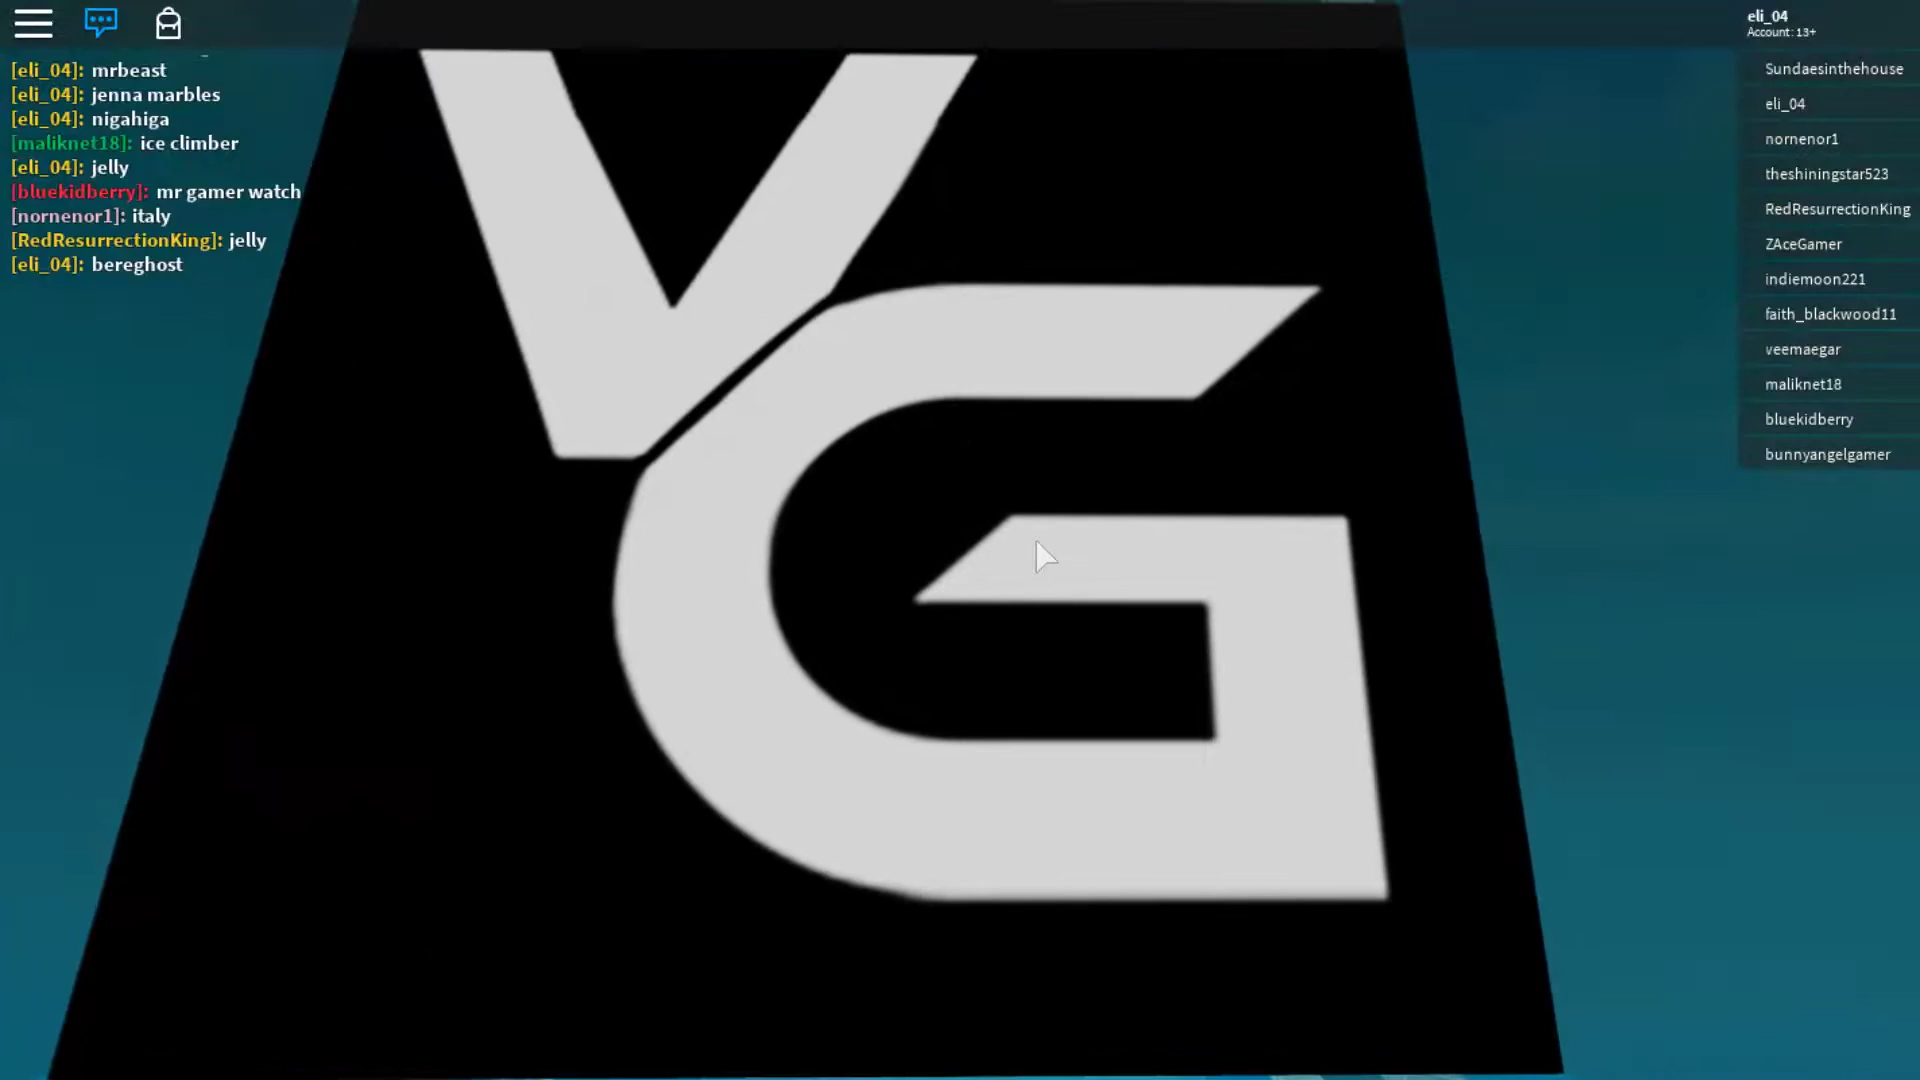 eli_04
Account: 13+
[eli_04]: mrbeast
[eli_04]: jenna marbles
[eli_04]: nigahiga
[maliknet18]: ice climber
[eli_04]: jelly
[bluekidberry]: mr gamer watch
[nornenor1]: italy
[RedResurrectionKing]: jelly
[eli_04]: bereghost
VG
Sundaesinthehouse
eli_04
nornenor1
theshiningstar523
RedResurrectionKing
ZAceGamer
indiemoon221
faith_blackwood11
veemaegar
maliknet18
bluekidberry
bunnyangelgamer